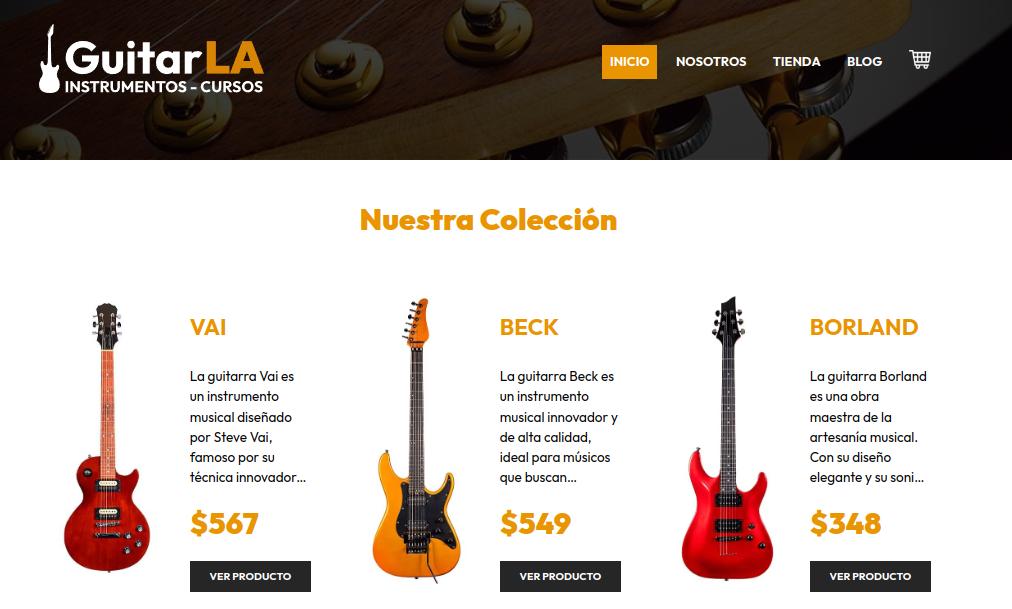 GuitarLA
INSTRUMENTOS - CURSOS
INICIO NOSOTROS TIENDA BLOG
Nuestra Colección
VAI
La guitarra Vai es
un instrumento
musical diseñado
por Steve Vai,
famoso por su
técnica innovador...
$567
VER PRODUCTO
BECK
La guitarra Beck es
un instrumento
musical innovador y
de alta calidad,
ideal para músicos
que buscan...
$549
VER PRODUCTO
BORLAND
La guitarra Borland
es una obra
maestra de la
artesanía musical.
Con su diseño
elegante y su soni...
$348
VER PRODUCTO